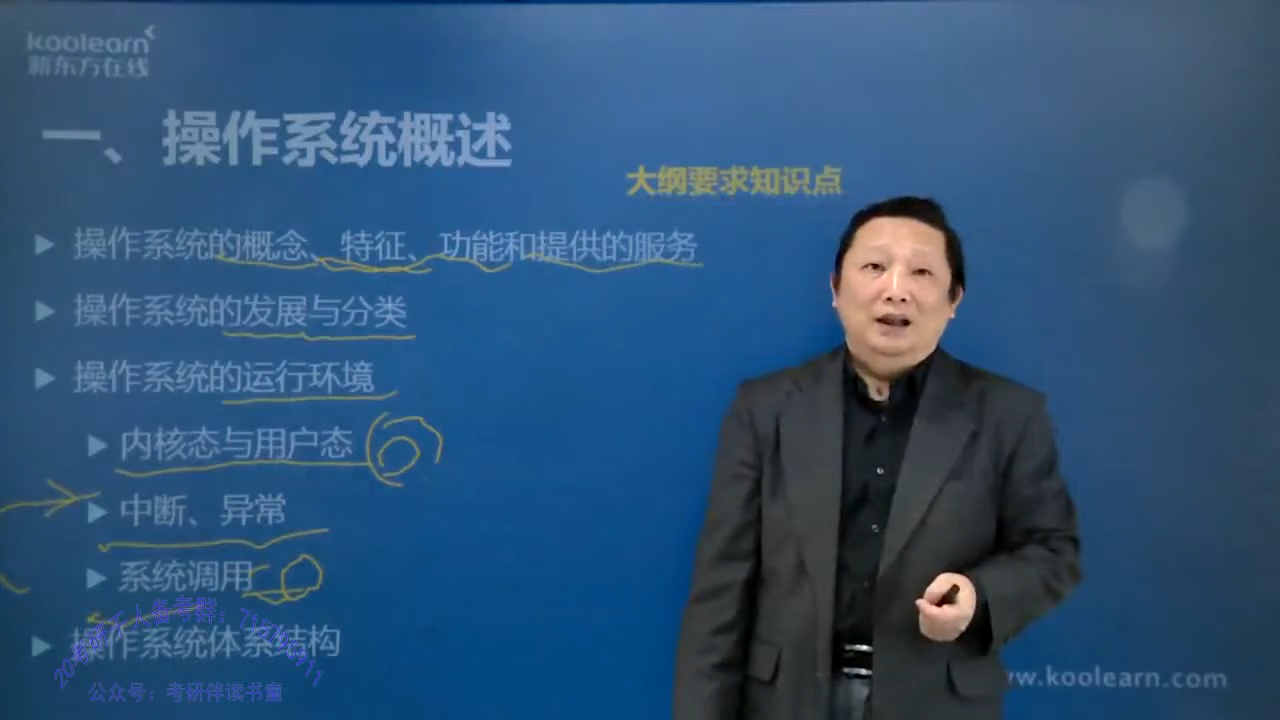 koolearn
新东方在线
一、操作系统概述
大纲要求知识点
操作系统的概念、特征、功能和提供的服务
操作系统的发展与分类
操作系统的运行环境
内核态与用户态
中断、异常
系统调用
操作系统体系结构
公众号：考研伴读书童
www.koolearn.com